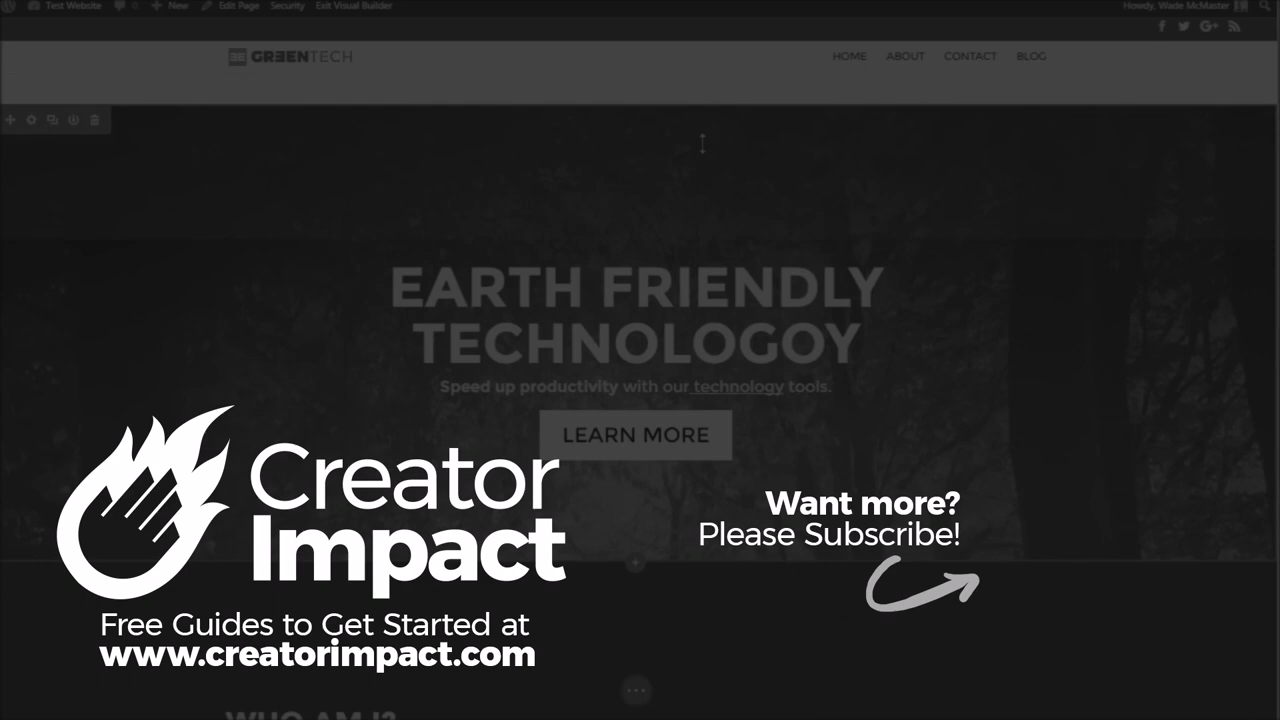 Test Website 0 New Edit Page Security Exit Visual Builder Howdy, Wade McMaster
GREENTECH HOME ABOUT CONTACT BLOG
EARTH FRIENDLY
TECHNOLOGOY
Speed up productivity with our technology tools.
LEARN MORE
Creator
Impact
Free Guides to Get Started at
www.creatorimpact.com
Want more?
Please Subscribe!
WHO AM I?